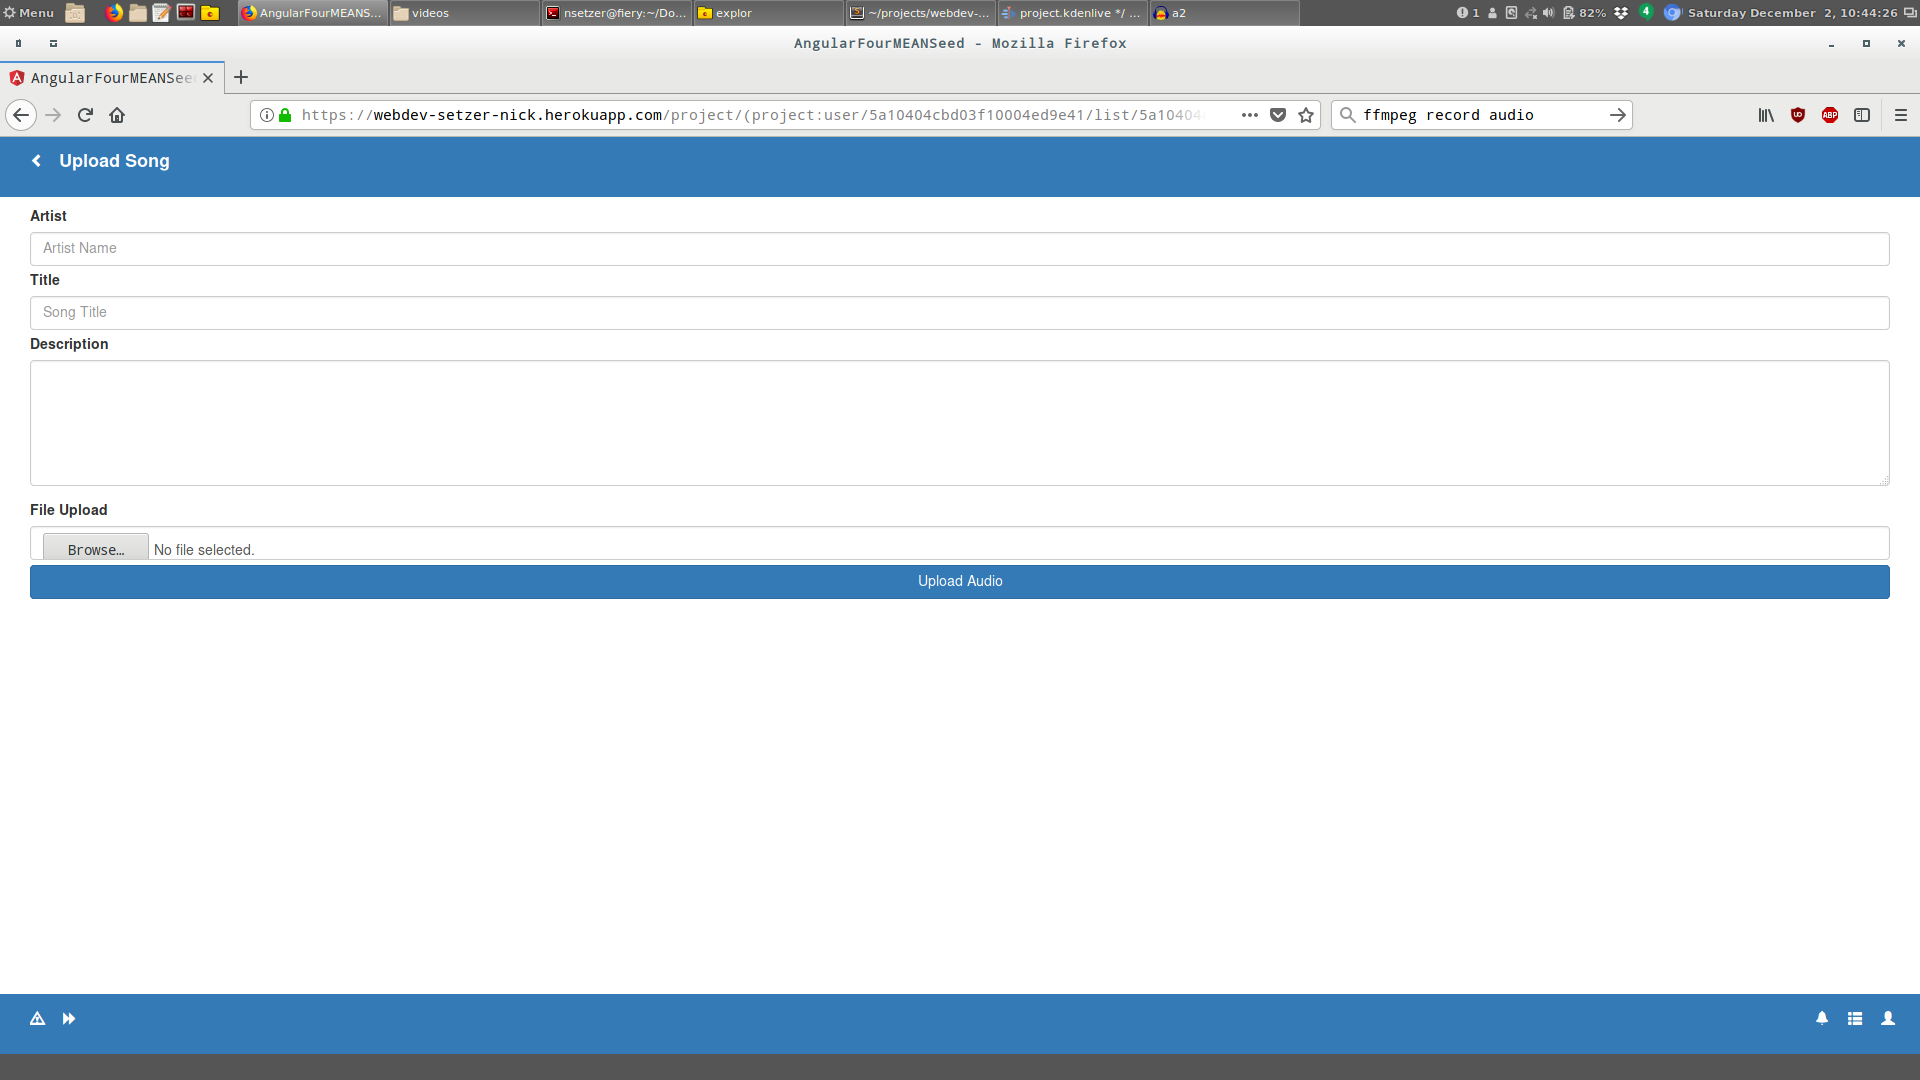 Menu AngularFourMEANS... videos nsetzer@fiery:~/Do... explor ~/projects/webdev-... project.kdenlive */ ... a2 1 82% 4 Saturday December 2, 10:44:26
AngularFourMEANSeed - Mozilla Firefox
AngularFourMEANSee
https://webdev-setzer-nick.herokuapp.com/project/(project:user/5a10404cbd03f10004ed9e41/list/5a10404 ffmpeg record audio ABP
Upload Song
Artist
Artist Name
Title
Song Title
Description
File Upload
Browse… No file selected.
Upload Audio